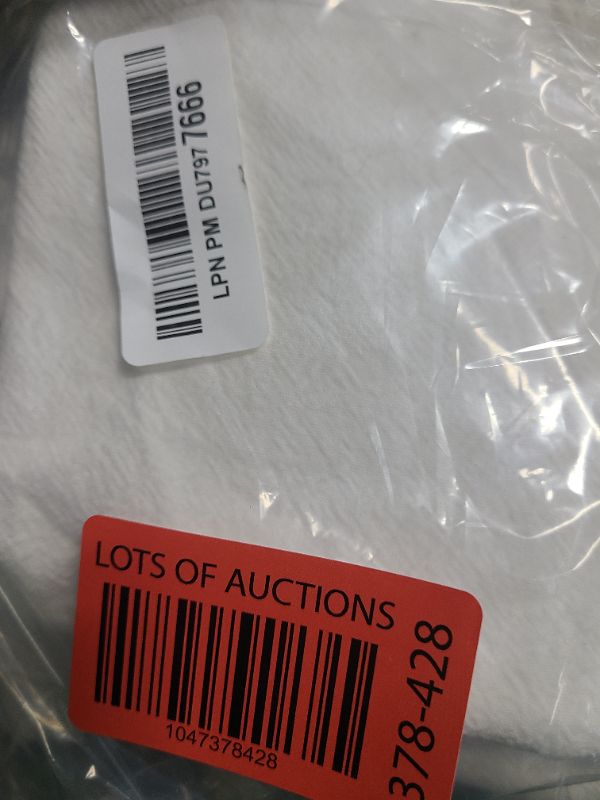 LPN PM DU797 7666
LOTS OF AUCTIONS
1047378428
378-428